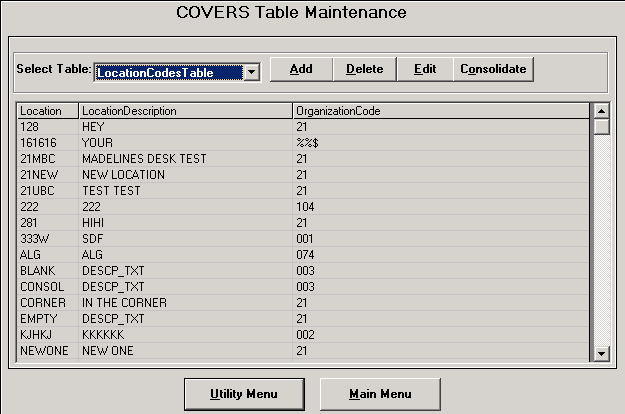 COVERS Table Maintenance
Select Table: LocationCodesTable Add Delete Edit Consolidate
Location LocationDescription OrganizationCode
128 HEY 21
161616 YOUR %%$
21MBC MADELINES DESK TEST 21
21NEW NEW LOCATION 21
21UBC TEST TEST 21
222 222 104
281 HIHI 21
333W SDF 001
ALG ALG 074
BLANK DESCP_TXT 003
CONSOL DESCP_TXT 003
CORNER IN THE CORNER 21
EMPTY DESCP_TXT 21
KJHKJ KKKKKK 002
NEWONE NEW ONE 21
Utility Menu Main Menu